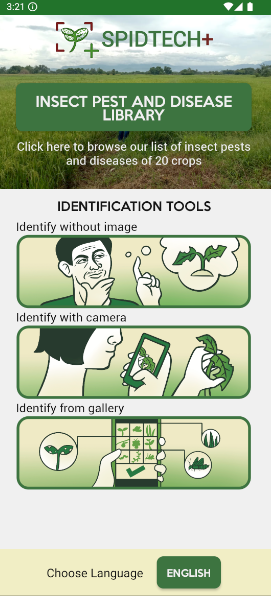 3:21
SPIDTECH+
INSECT PEST AND DISEASE
LIBRARY
Click here to browse our list of insect pests
and diseases of 20 crops
IDENTIFICATION TOOLS
Identify without image
Identify with camera
Identify from gallery
Choose Language
ENGLISH